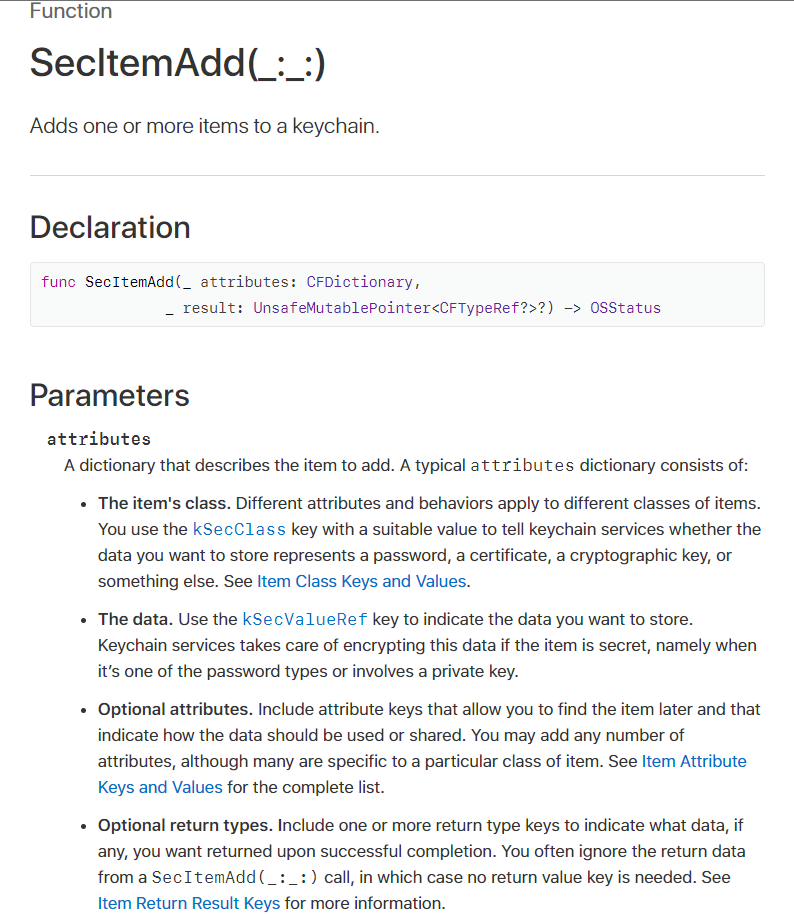 Function
SecItemAdd(_:_:)
Adds one or more items to a keychain.
Declaration
func SecItemAdd(_ attributes: CFDictionary,
_ result: UnsafeMutablePointer<CFTypeRef?>?) -> OSStatus
Parameters
attributes
A dictionary that describes the item to add. A typical attributes dictionary consists of:
• The item's class. Different attributes and behaviors apply to different classes of items.
You use the kSecClass key with a suitable value to tell keychain services whether the
data you want to store represents a password, a certificate, a cryptographic key, or
something else. See Item Class Keys and Values.
• The data. Use the kSecValueRef key to indicate the data you want to store.
Keychain services takes care of encrypting this data if the item is secret, namely when
it’s one of the password types or involves a private key.
• Optional attributes. Include attribute keys that allow you to find the item later and that
indicate how the data should be used or shared. You may add any number of
attributes, although many are specific to a particular class of item. See Item Attribute
Keys and Values for the complete list.
• Optional return types. Include one or more return type keys to indicate what data, if
any, you want returned upon successful completion. You often ignore the return data
from a SecItemAdd(_:_:) call, in which case no return value key is needed. See
Item Return Result Keys for more information.